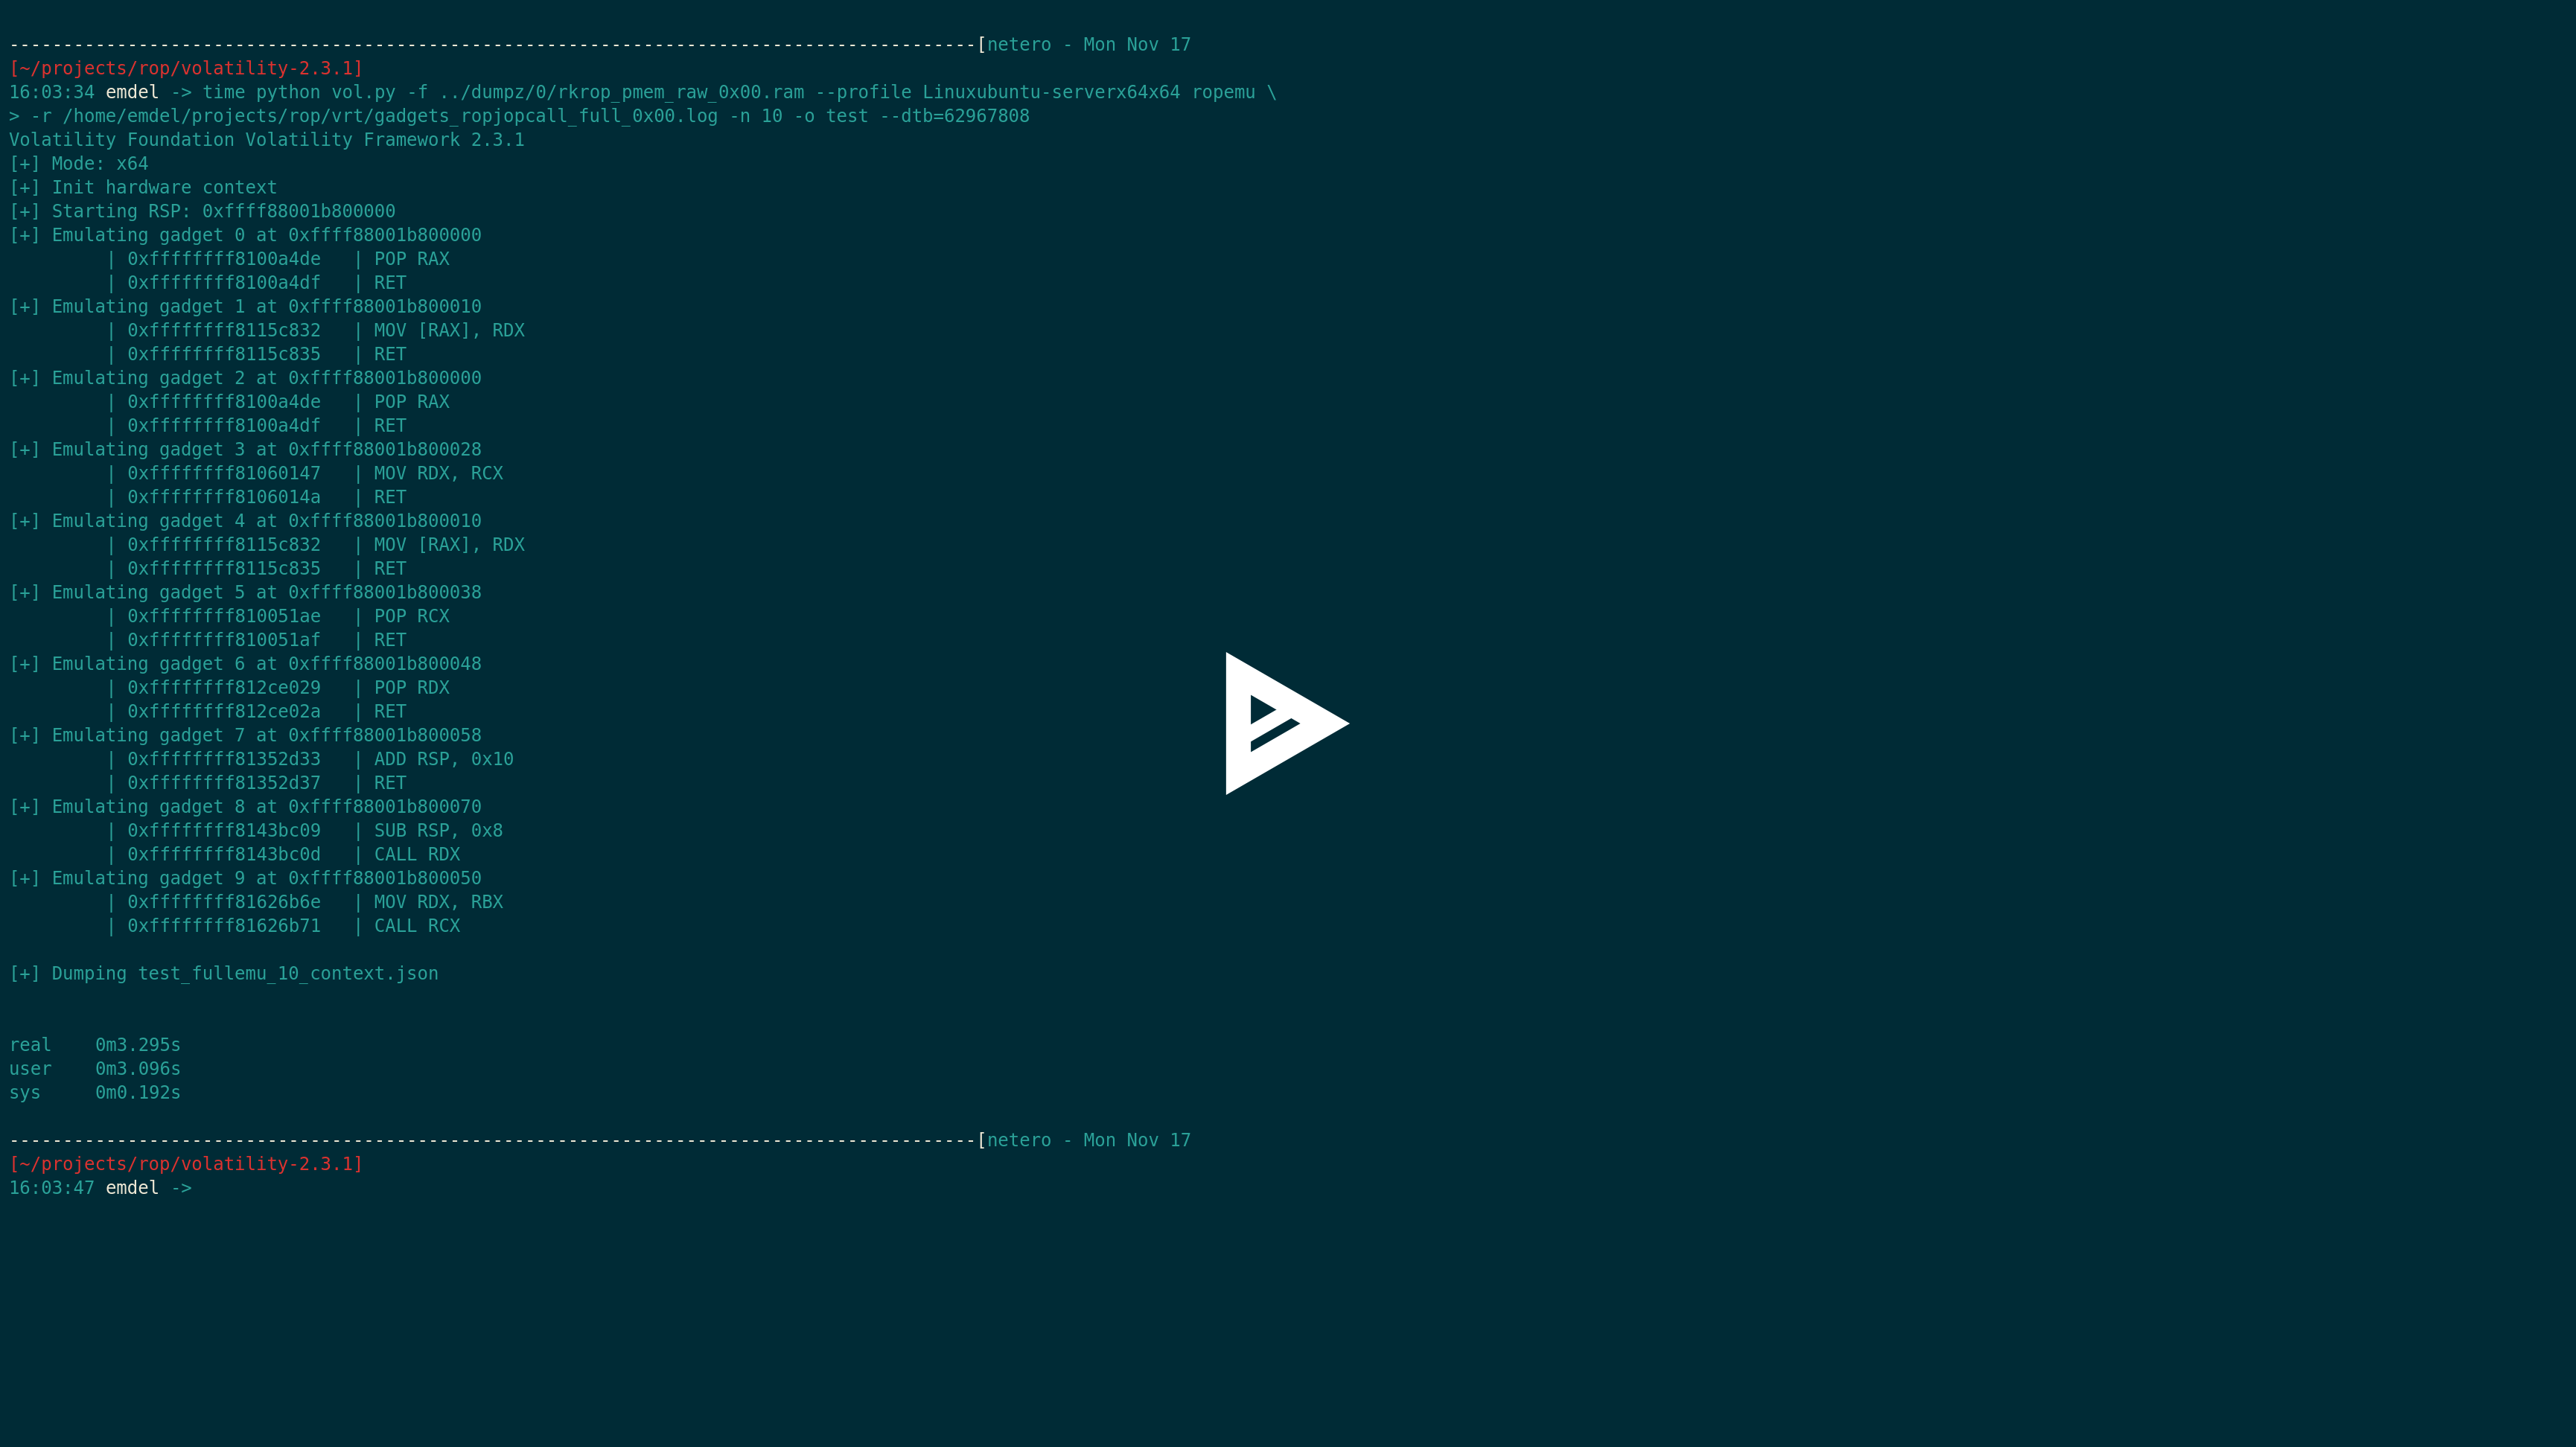 ------------------------------------------------------------------------------------------[netero - Mon Nov 17
[~/projects/rop/volatility-2.3.1]
16:03:34 emdel -> time python vol.py -f ../dumpz/0/rkrop_pmem_raw_0x00.ram --profile Linuxubuntu-serverx64x64 ropemu \
> -r /home/emdel/projects/rop/vrt/gadgets_ropjopcall_full_0x00.log -n 10 -o test --dtb=62967808
Volatility Foundation Volatility Framework 2.3.1
[+] Mode: x64
[+] Init hardware context
[+] Starting RSP: 0xffff88001b800000
[+] Emulating gadget 0 at 0xffff88001b800000
         | 0xffffffff8100a4de   | POP RAX
         | 0xffffffff8100a4df   | RET
[+] Emulating gadget 1 at 0xffff88001b800010
         | 0xffffffff8115c832   | MOV [RAX], RDX
         | 0xffffffff8115c835   | RET
[+] Emulating gadget 2 at 0xffff88001b800000
         | 0xffffffff8100a4de   | POP RAX
         | 0xffffffff8100a4df   | RET
[+] Emulating gadget 3 at 0xffff88001b800028
         | 0xffffffff81060147   | MOV RDX, RCX
         | 0xffffffff8106014a   | RET
[+] Emulating gadget 4 at 0xffff88001b800010
         | 0xffffffff8115c832   | MOV [RAX], RDX
         | 0xffffffff8115c835   | RET
[+] Emulating gadget 5 at 0xffff88001b800038
         | 0xffffffff810051ae   | POP RCX
         | 0xffffffff810051af   | RET
[+] Emulating gadget 6 at 0xffff88001b800048
         | 0xffffffff812ce029   | POP RDX
         | 0xffffffff812ce02a   | RET
[+] Emulating gadget 7 at 0xffff88001b800058
         | 0xffffffff81352d33   | ADD RSP, 0x10
         | 0xffffffff81352d37   | RET
[+] Emulating gadget 8 at 0xffff88001b800070
         | 0xffffffff8143bc09   | SUB RSP, 0x8
         | 0xffffffff8143bc0d   | CALL RDX
[+] Emulating gadget 9 at 0xffff88001b800050
         | 0xffffffff81626b6e   | MOV RDX, RBX
         | 0xffffffff81626b71   | CALL RCX
[+] Dumping test_fullemu_10_context.json
real    0m3.295s
user    0m3.096s
sys     0m0.192s
------------------------------------------------------------------------------------------[netero - Mon Nov 17
[~/projects/rop/volatility-2.3.1]
16:03:47 emdel ->